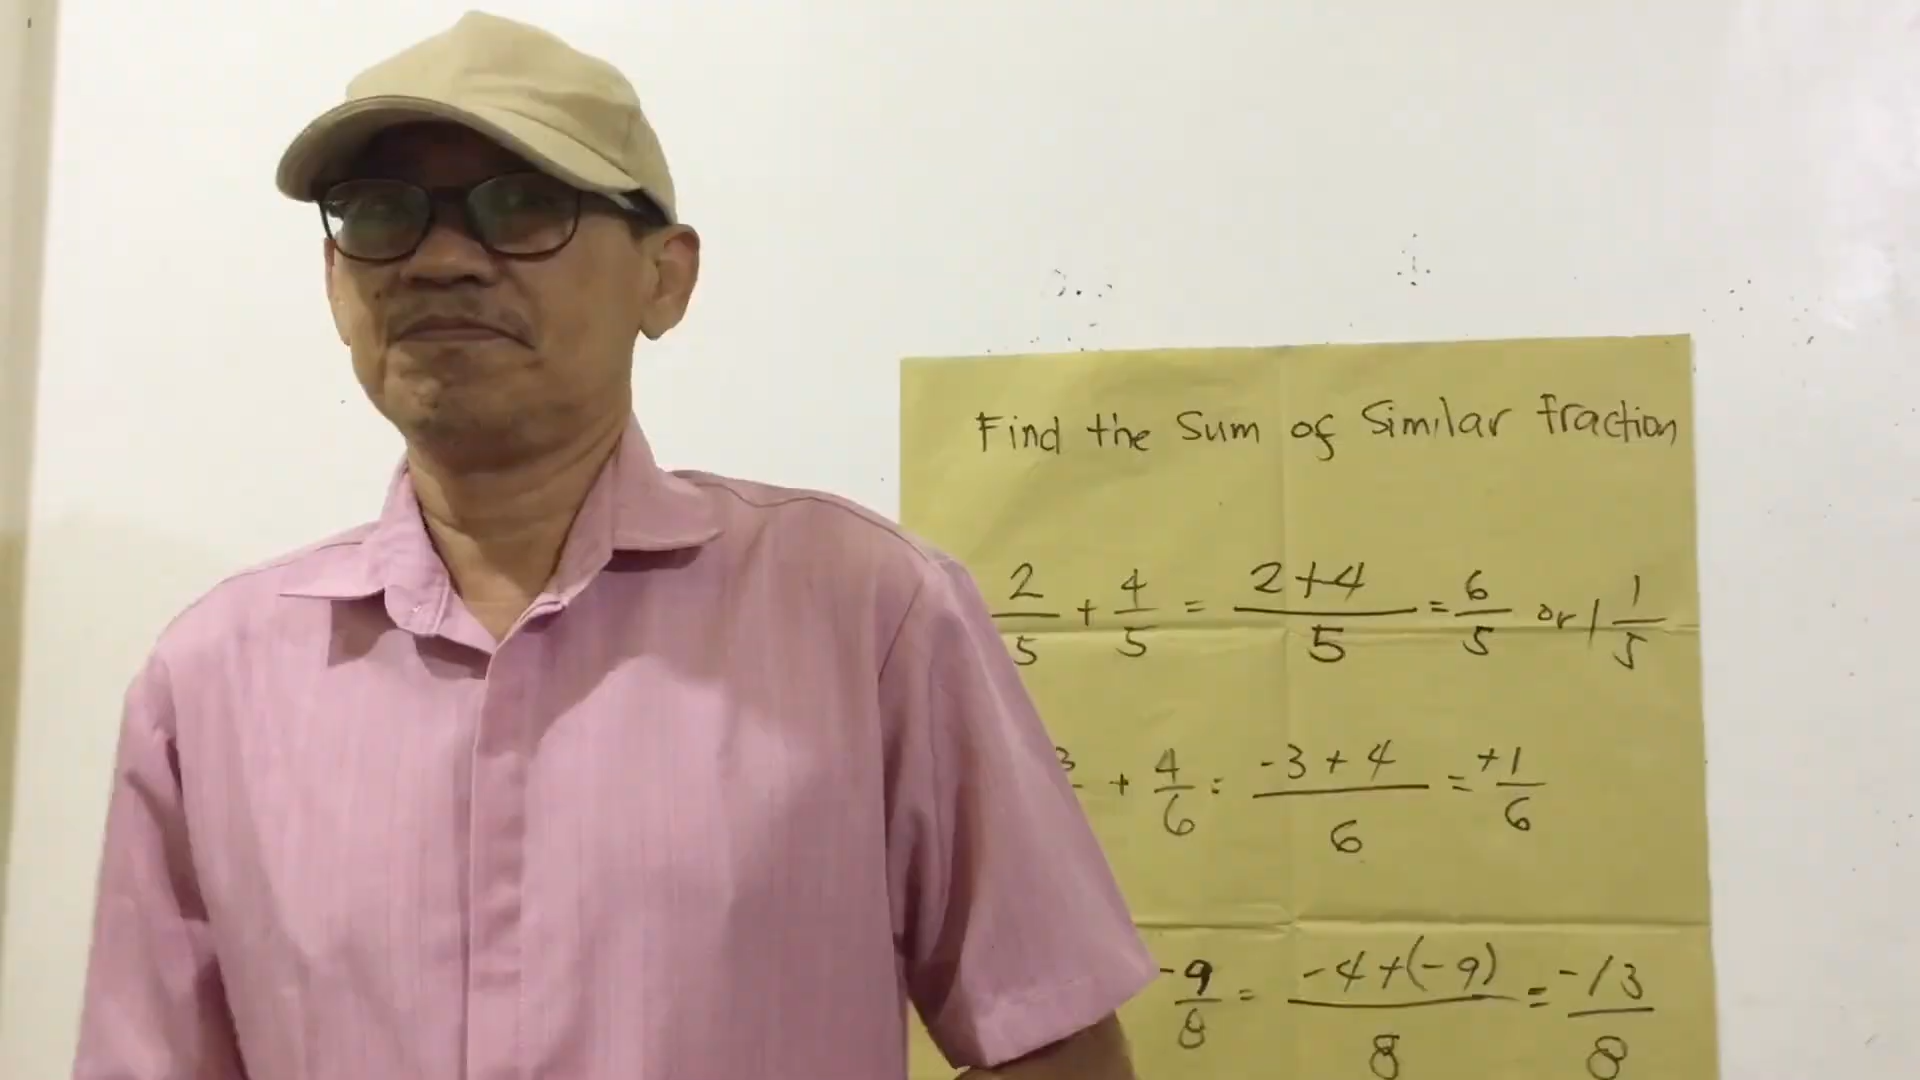 Find the Sum of Similar fraction
2/5 + 4/5 = 2+4/5 = 6/5 or 1 1/5
3 + 4/6 = -3 + 4/6 = +1/6
-9/8 = -4+(-9)/8 = -13/8